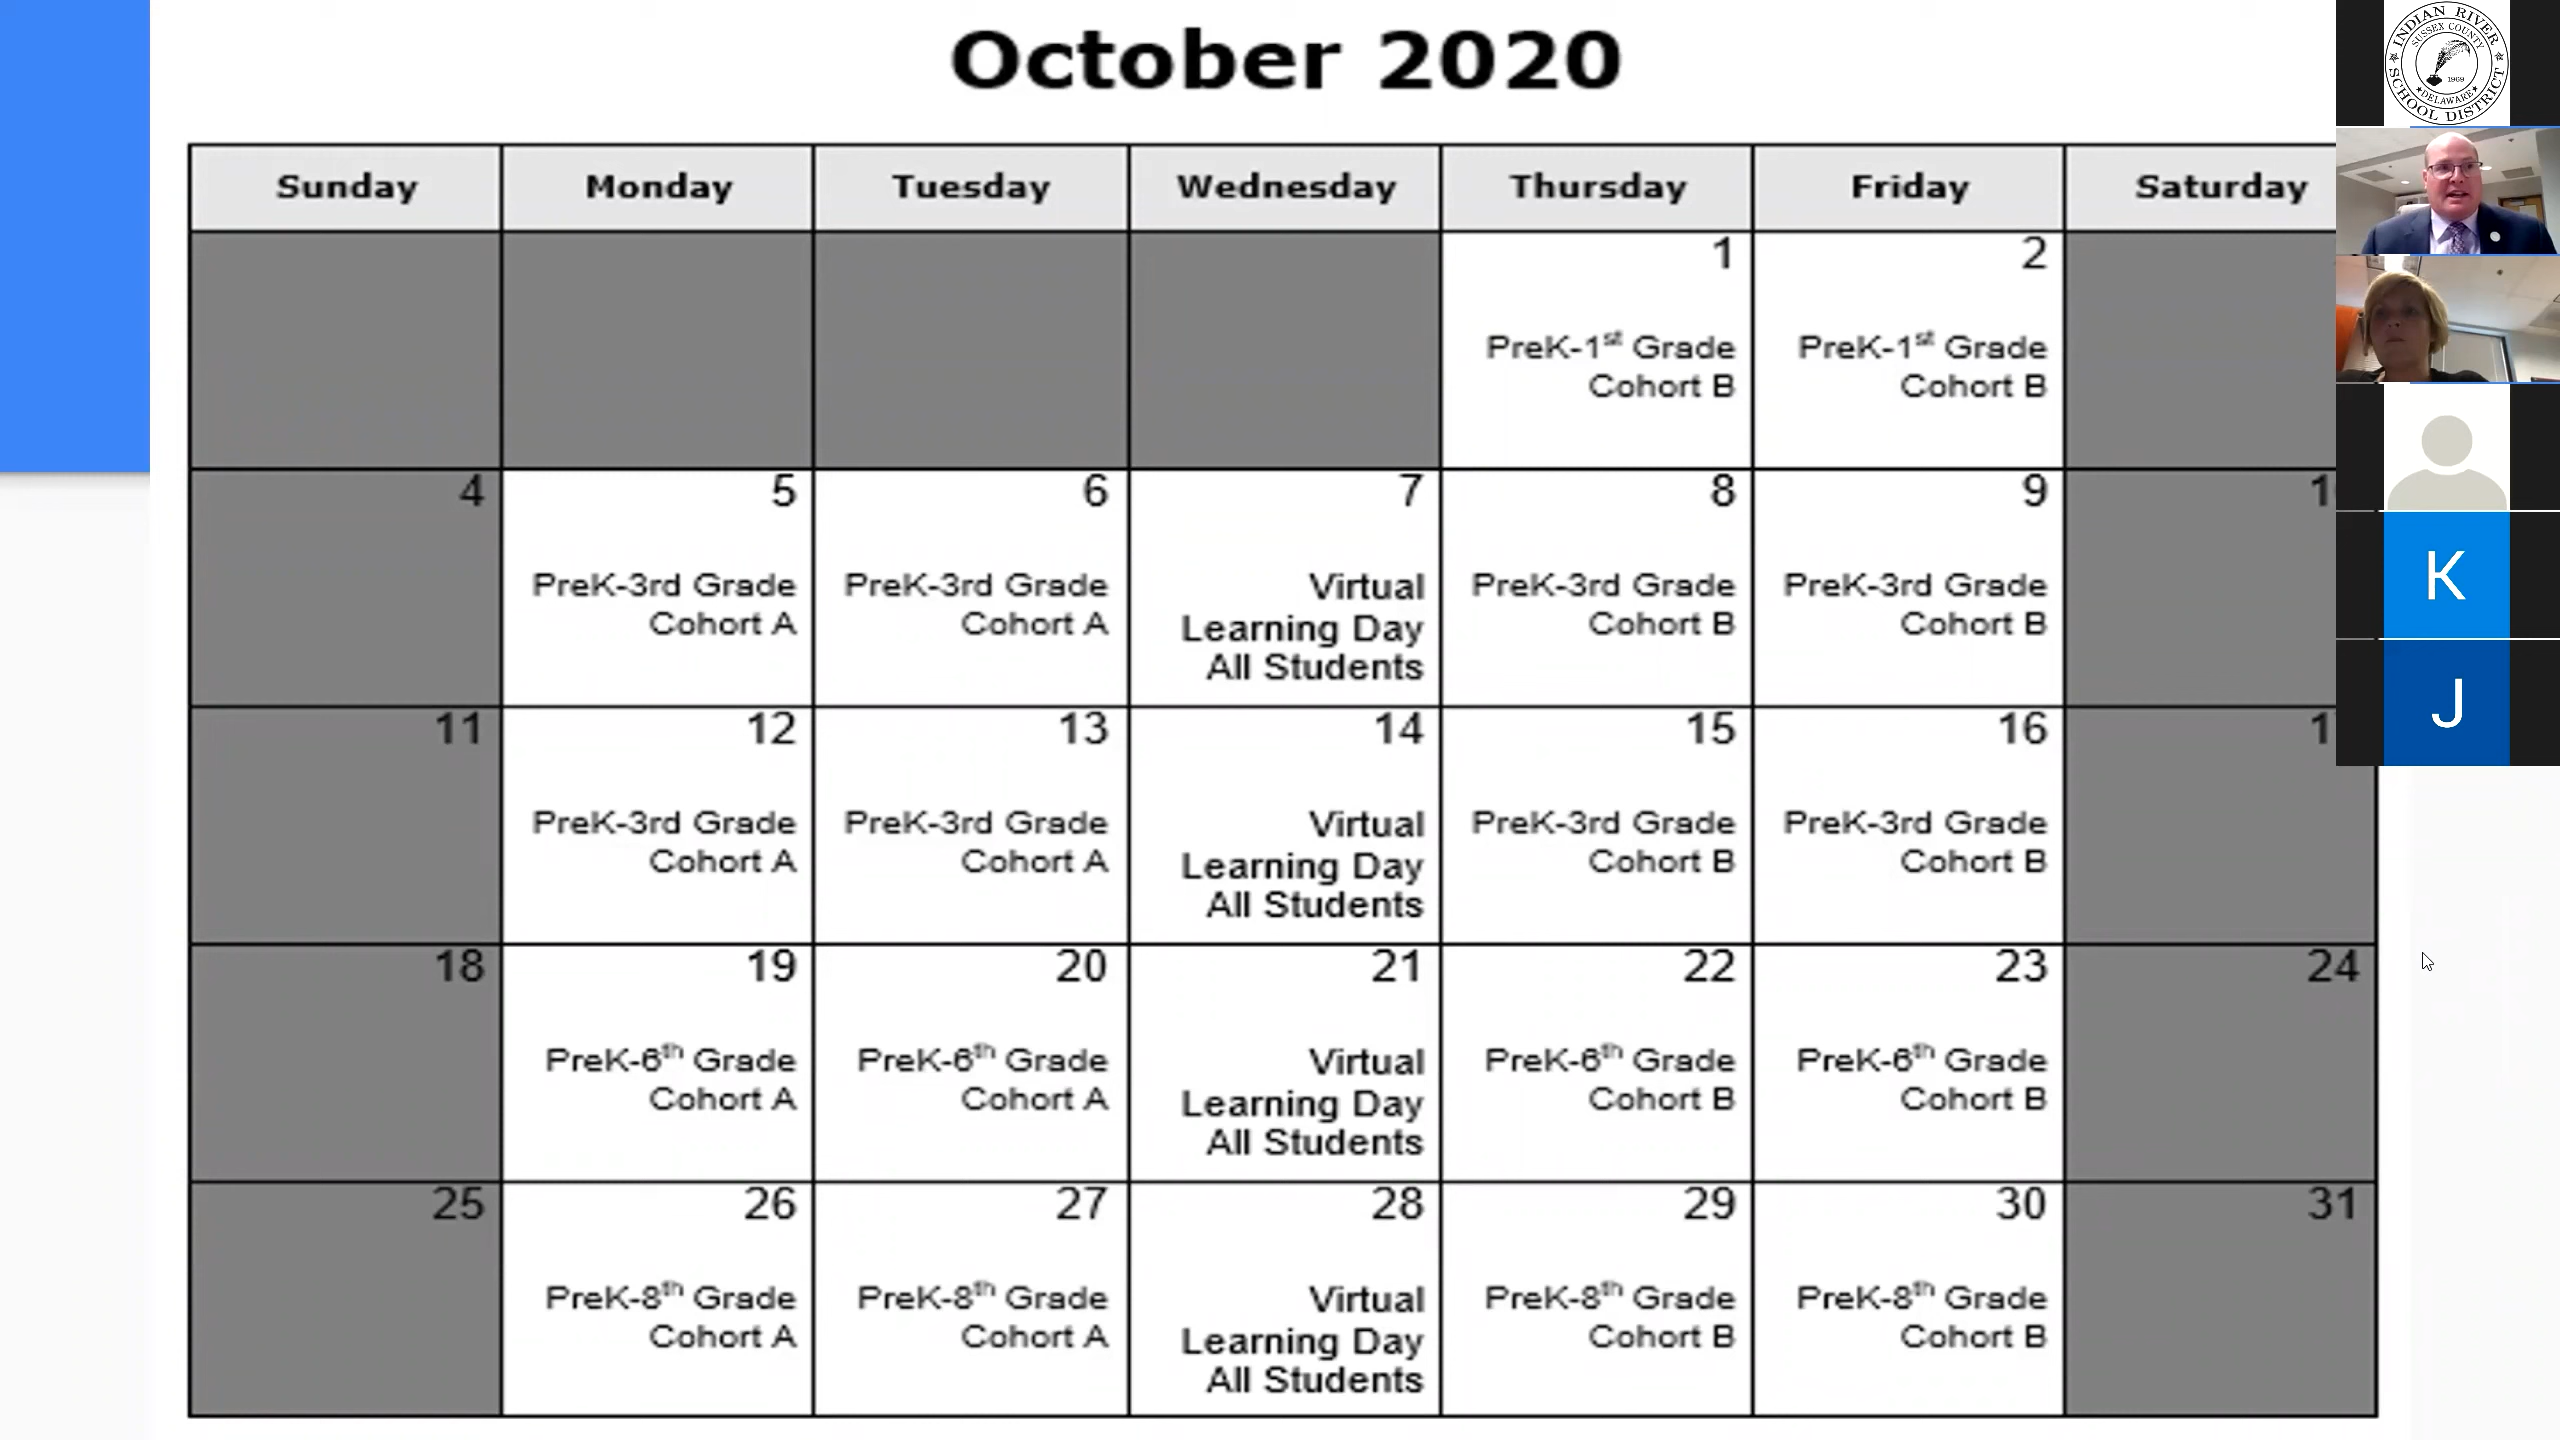 October 2020
Sunday Monday Tuesday Wednesday Thursday Friday Saturday
1 2
PreK-1st Grade PreK-1st Grade
Cohort B Cohort B
4 5 6 7 8 9
PreK-3rd Grade PreK-3rd Grade Virtual PreK-3rd Grade PreK-3rd Grade
Cohort A Cohort A Learning Day Cohort B Cohort B
All Students
11 12 13 14 15 16
PreK-3rd Grade PreK-3rd Grade Virtual PreK-3rd Grade PreK-3rd Grade
Cohort A Cohort A Learning Day Cohort B Cohort B
All Students
18 19 20 21 22 23 24
PreK-6th Grade PreK-6th Grade Virtual PreK-6th Grade PreK-6th Grade
Cohort A Cohort A Learning Day Cohort B Cohort B
All Students
25 26 27 28 29 30 31
PreK-8th Grade PreK-8th Grade Virtual PreK-8th Grade PreK-8th Grade
Cohort A Cohort A Learning Day Cohort B Cohort B
All Students
INDIAN RIVER
SCHOOL DISTRICT
SUSSEX COUNTY
1969
DELAWARE
K
J